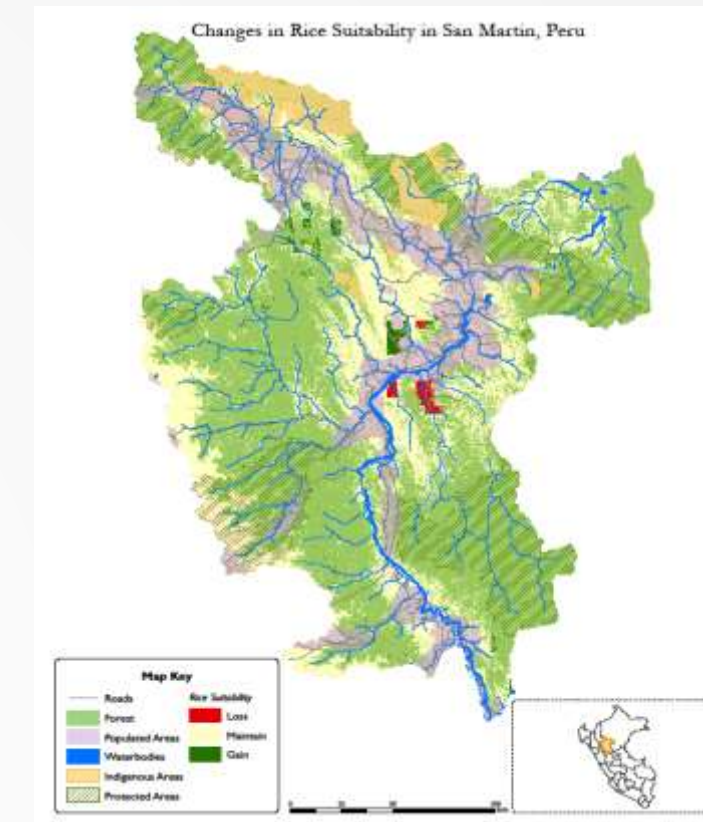 Changes in Rice Suitability in San Martin, Peru
Map Key
Roads
Forest
Populated Areas
Waterbodies
Indigenous Areas
Protected Areas
Rice Suitability
Loss
Maintain
Gain
0